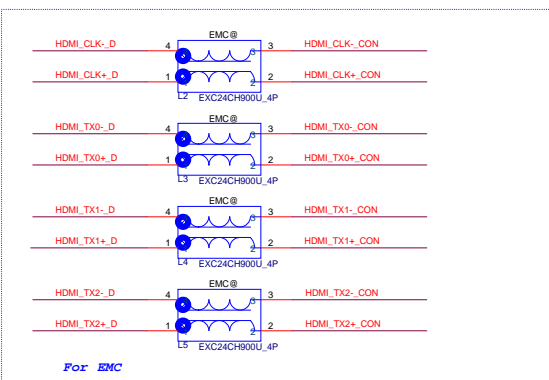 EMC@
HDMI_CLK-_D 4 3 3 HDMI_CLK-_CON
HDMI_CLK+_D 1 2 2 HDMI_CLK+_CON
L2 EXC24CH900U_4P
EMC@
HDMI_TX0-_D 4 3 3 HDMI_TX0-_CON
HDMI_TX0+_D 1 2 2 HDMI_TX0+_CON
L3 EXC24CH900U_4P
EMC@
HDMI_TX1-_D 4 3 3 HDMI_TX1-_CON
HDMI_TX1+_D 1 2 2 HDMI_TX1+_CON
L4 EXC24CH900U_4P
EMC@
HDMI_TX2-_D 4 3 3 HDMI_TX2-_CON
HDMI_TX2+_D 1 2 2 HDMI_TX2+_CON
L5 EXC24CH900U_4P
For EMC